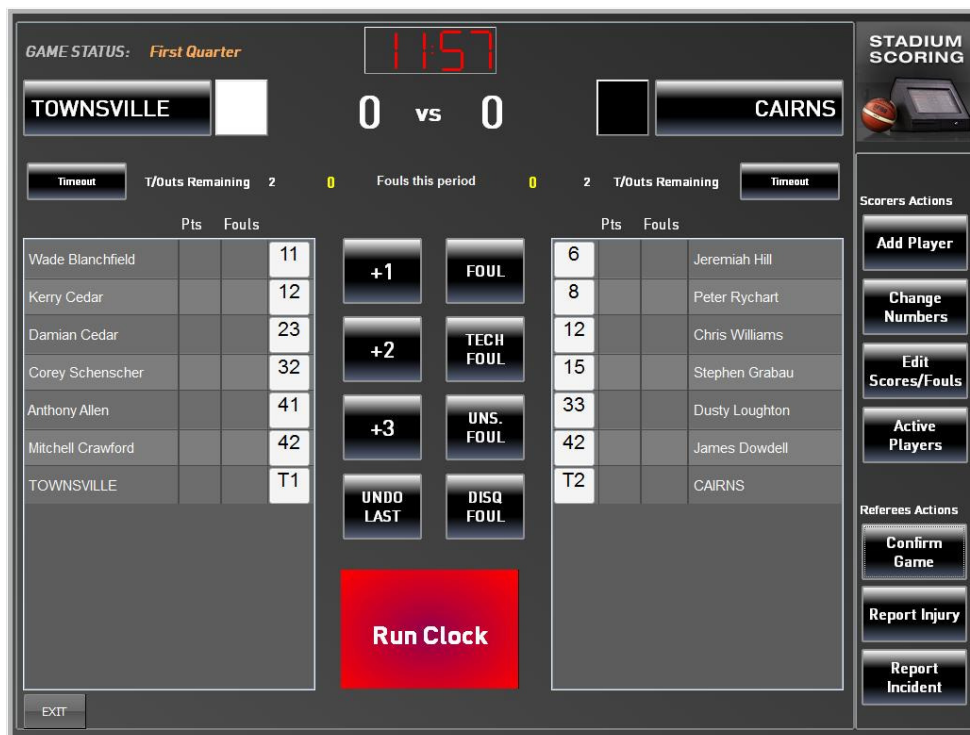 GAME STATUS: First Quarter
11:57
STADIUM
SCORING
TOWNSVILLE
0 vs 0
CAIRNS
Timeout
T/Outs Remaining 2
0 Fouls this period 0
2 T/Outs Remaining
Timeout
Pts Fouls
Pts Fouls
Wade Blanchfield 11
Kerry Cedar 12
Damian Cedar 23
Corey Schenscher 32
Anthony Allen 41
Mitchell Crawford 42
TOWNSVILLE T1
+1
FOUL
+2
TECH
FOUL
+3
UNS.
FOUL
UNDO
LAST
DISQ
FOUL
Run Clock
6 Jeremiah Hill
8 Peter Rychart
12 Chris Williams
15 Stephen Grabau
33 Dusty Loughton
42 James Dowdell
T2 CAIRNS
Scorers Actions
Add Player
Change
Numbers
Edit
Scores/Fouls
Active
Players
Referees Actions
Confirm
Game
Report Injury
Report
Incident
EXIT